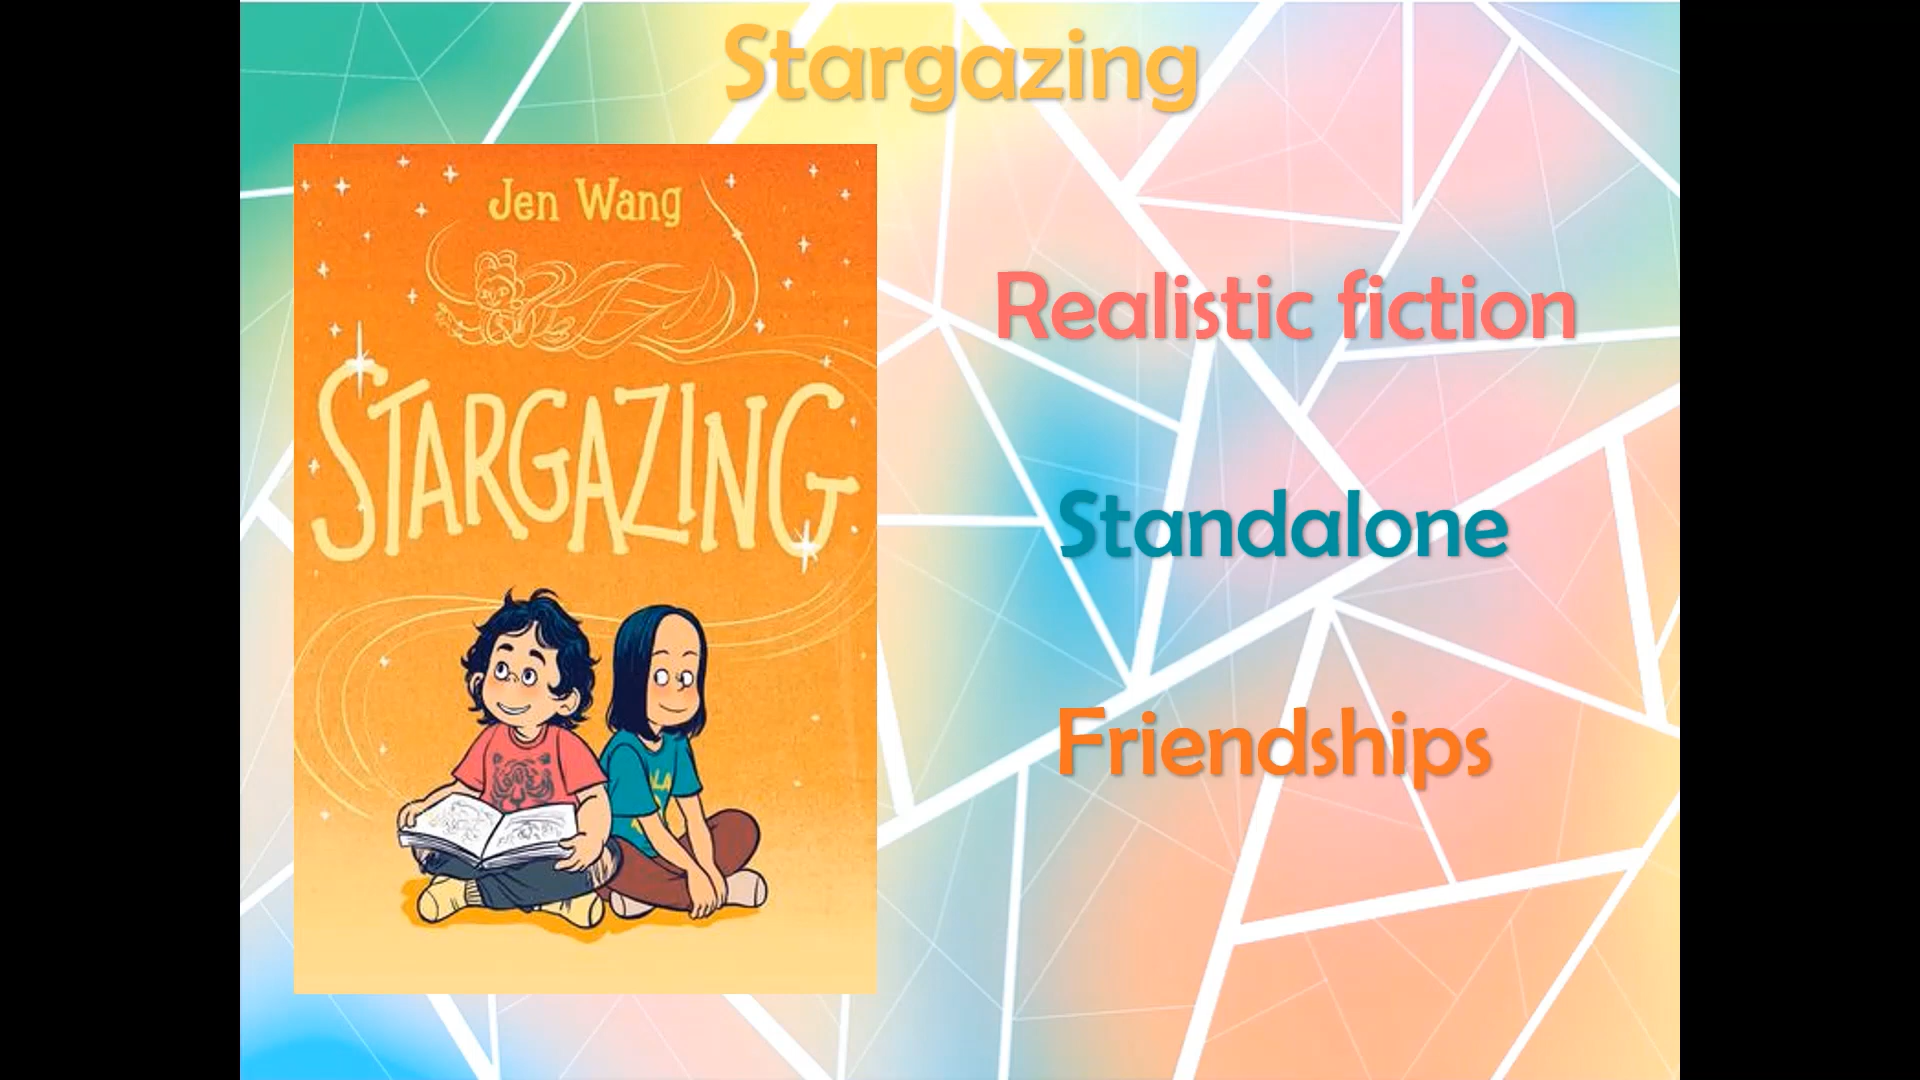 Stargazing
Jen Wang
STARGAZING
Realistic fiction
Standalone
Friendships